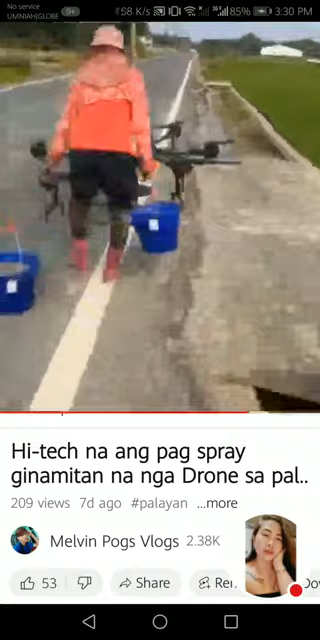 No service
UMNIAH|GLOBE
9+
58 K/s
85%
3:30 PM
Hi-tech na ang pag spray
ginamitan na nga Drone sa pal..
209 views 7d ago #palayan ...more
Melvin Pogs Vlogs 2.38K
53 Share